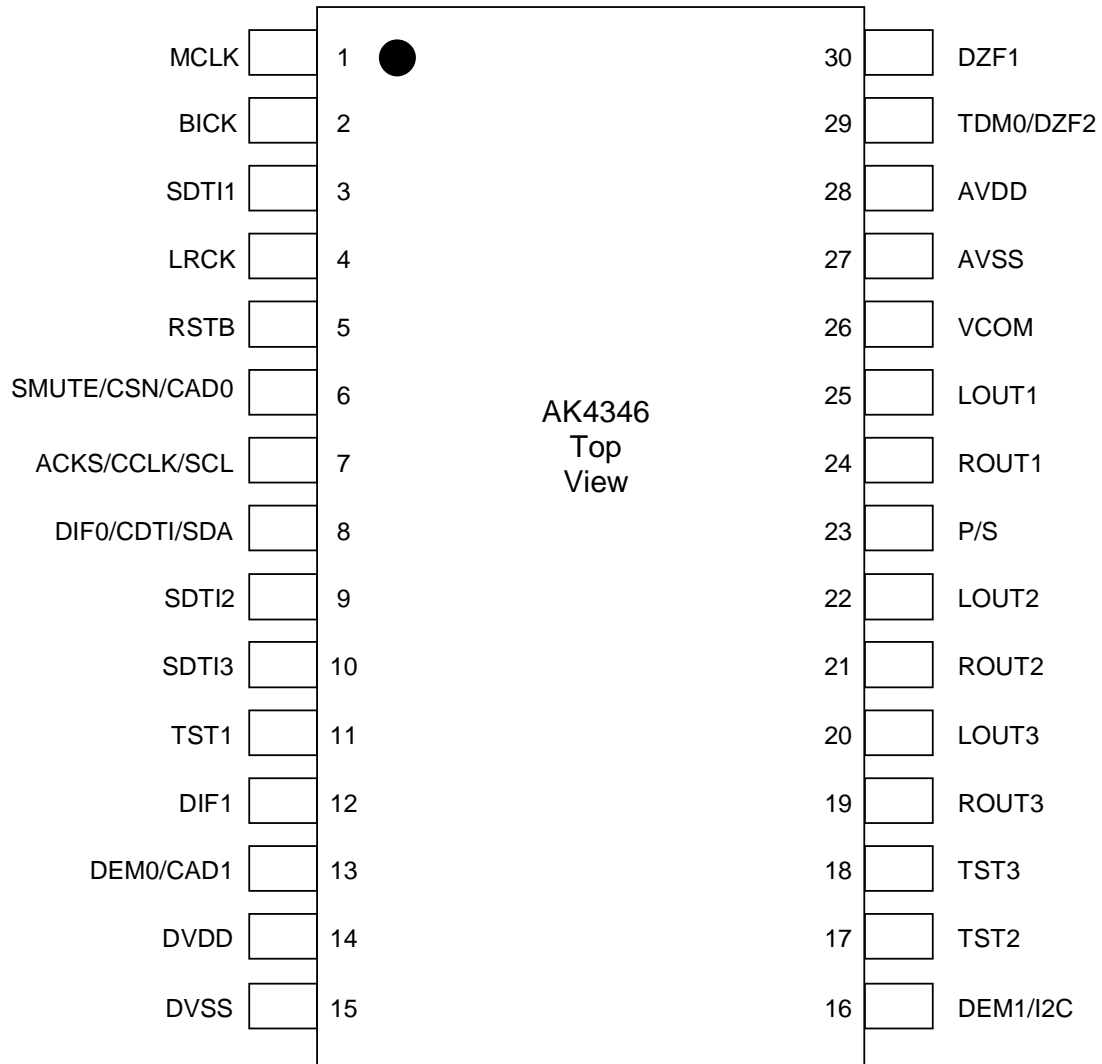 MCLK 1 30 DZF1
BICK 2 29 TDM0/DZF2
SDTI1 3 28 AVDD
LRCK 4 27 AVSS
RSTB 5 26 VCOM
SMUTE/CSN/CAD0 6 25 LOUT1
AK4346
Top
View
ACKS/CCLK/SCL 7 24 ROUT1
DIF0/CDTI/SDA 8 23 P/S
SDTI2 9 22 LOUT2
SDTI3 10 21 ROUT2
TST1 11 20 LOUT3
DIF1 12 19 ROUT3
DEM0/CAD1 13 18 TST3
DVDD 14 17 TST2
DVSS 15 16 DEM1/I2C